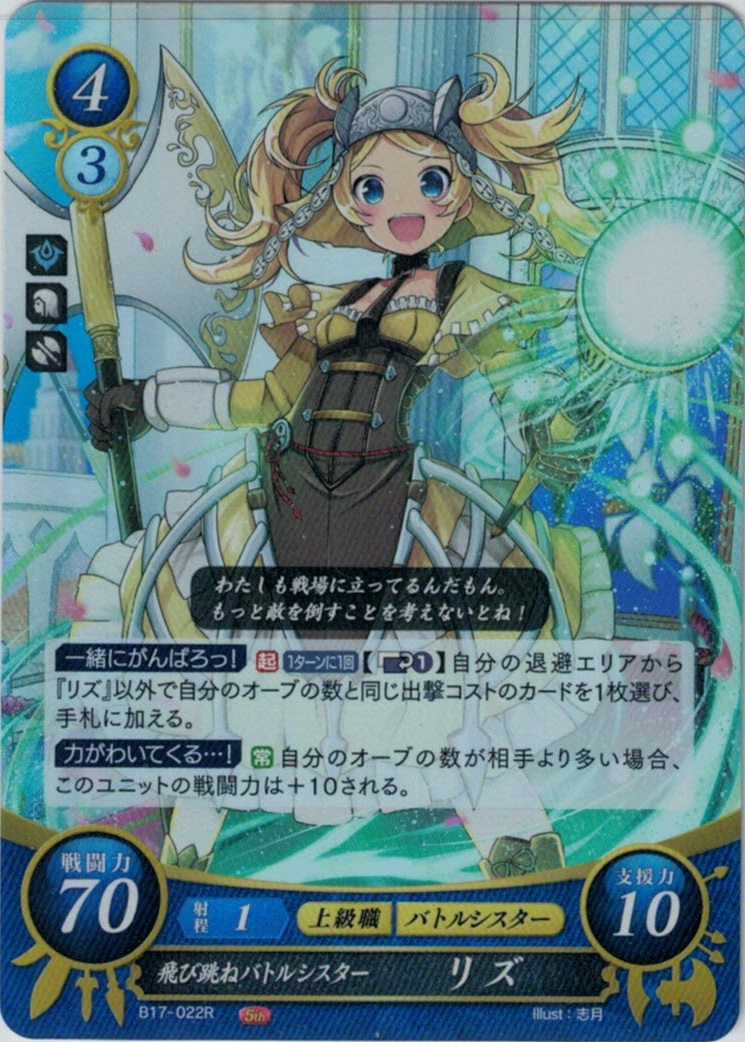 4
3
わたしも戦場に立ってるんだもん。
もっと敵を倒すことを考えないとね！
一緒にがんばろっ！ 起 1ターンに1回【1】自分の退避エリアから
『リズ』以外で自分のオーブの数と同じ出撃コストのカードを1枚選び、
手札に加える。
力がわいてくる…！ 常 自分のオーブの数が相手より多い場合、
このユニットの戦闘力は＋10される。
戦闘力
70
射程 1
上級職 バトルシスター
支援力
10
飛び跳ねバトルシスター リズ
B17-022R 5th Illust：志月